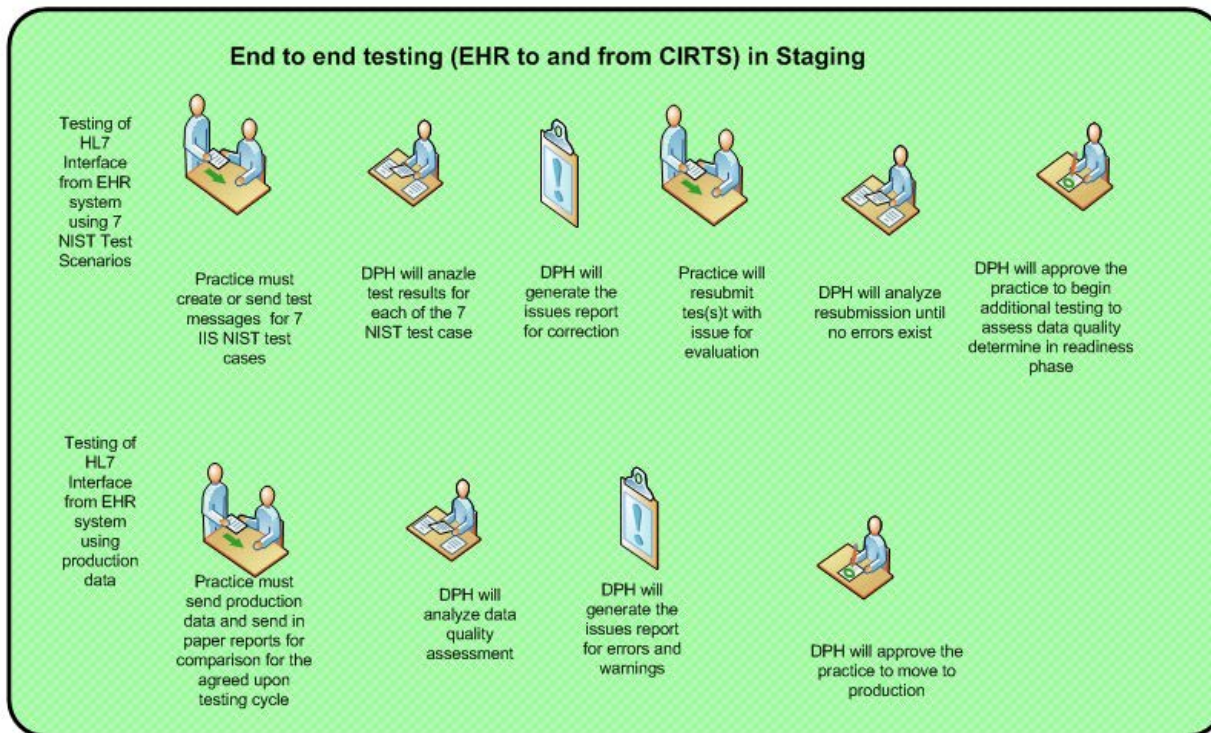 End to end testing (EHR to and from CIRTS) in Staging
Testing of
HL7
Interface
from EHR
system
using 7
NIST Test
Scenarios
Practice must
create or send test
messages for 7
IIS NIST test
cases
DPH will anazle
test results for
each of the 7
NIST test case
DPH will
generate the
issues report
for correction
Practice will
resubmit
tes(s)t with
issue for
evaluation
DPH will analyze
resubmission until
no errors exist
DPH will approve the
practice to begin
additional testing to
assess data quality
determine in readiness
phase
Testing of
HL7
Interface
from EHR
system
using
production
data
Practice must
send production
data and send in
paper reports for
comparison for the
agreed upon
testing cycle
DPH will
analyze data
quality
assessment
DPH will
generate the
issues report
for errors and
warnings
DPH will approve the
practice to move to
production